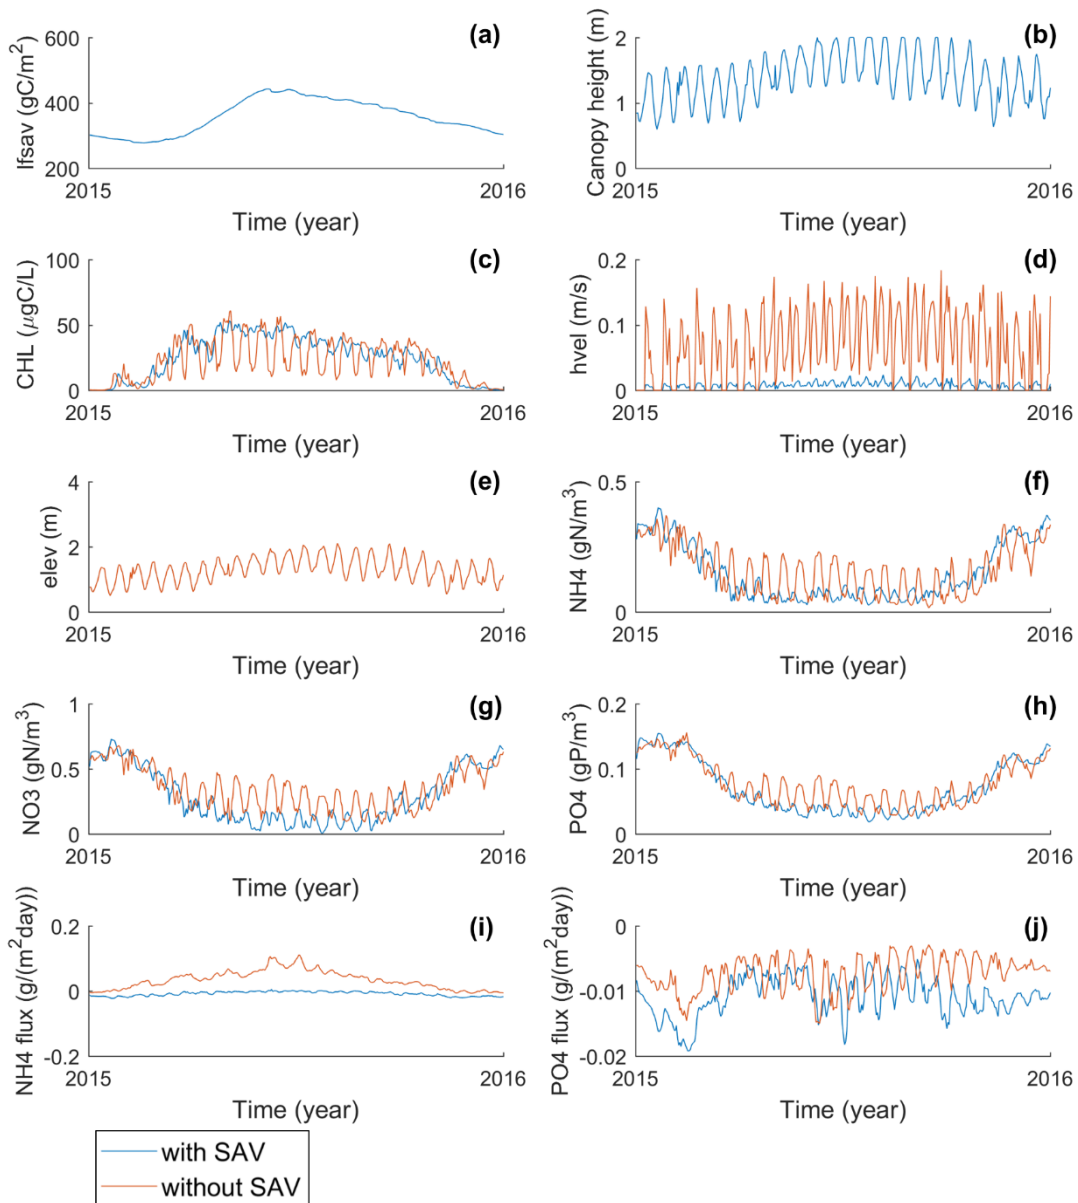 (a)
lfsav (gC/m2)
600
400
200
2015
2016
Time (year)
(b)
Canopy height (m)
2
1
0
2015
2016
Time (year)
(c)
CHL (μgC/L)
100
50
0
2015
2016
Time (year)
(d)
hvel (m/s)
0.2
0.1
0
2015
2016
Time (year)
(e)
elev (m)
4
2
0
2015
2016
Time (year)
(f)
NH4 (gN/m3)
0.5
0
2015
2016
Time (year)
(g)
NO3 (gN/m3)
1
0.5
0
2015
2016
Time (year)
(h)
PO4 (gP/m3)
0.2
0.1
0
2015
2016
Time (year)
(i)
NH4 flux (g/(m2day))
0.2
0
-0.2
2015
2016
Time (year)
(j)
PO4 flux (g/(m2day))
0
-0.01
-0.02
2015
2016
Time (year)
with SAV
without SAV